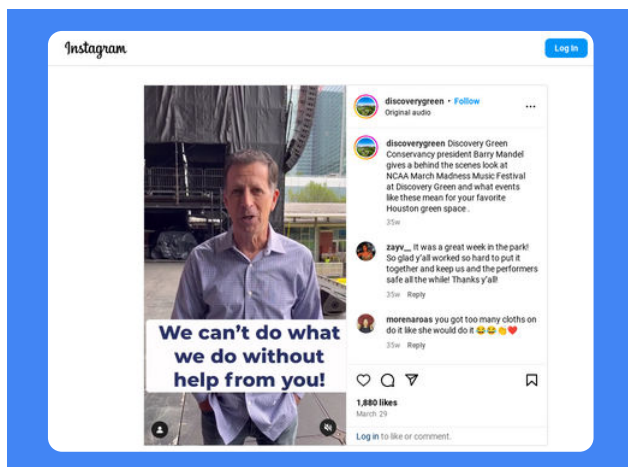 Instagram
Log In
discoverygreen • Follow
Original audio
discoverygreen Discovery Green
Conservancy president Barry Mandel
gives a behind the scenes look at
NCAA March Madness Music Festival
at Discovery Green and what events
like these mean for your favorite
Houston green space .
35w
zayv__ It was a great week in the park!
So glad y'all worked so hard to put it
together and keep us and the performers
safe all the while! Thanks y'all!
35w Reply
morenaroas you got too many cloths on
do it like she would do it 😂😂👏❤️
35w Reply
We can't do what
we do without
help from you!
1,880 likes
March 29
Log in to like or comment.